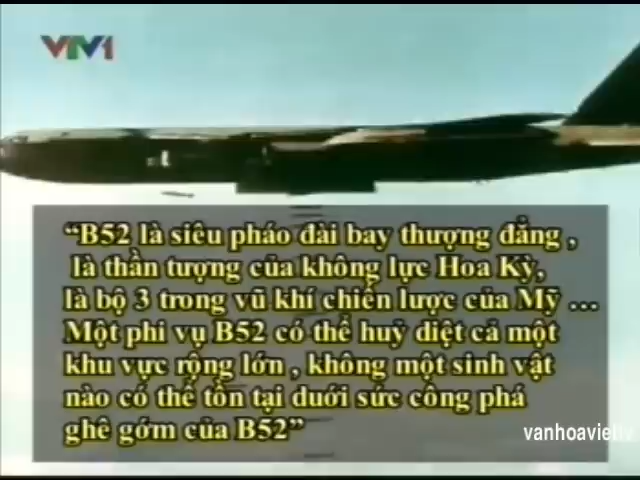 VTV1
“B52 là siêu pháo đài bay thượng đẳng ,
là thần tượng của không lực Hoa Kỳ,
là bộ 3 trong vũ khí chiến lược của Mỹ ...
Một phi vụ B52 có thể huỷ diệt cả một
khu vực rộng lớn , không một sinh vật
nào có thể tồn tại duới sức công phá
ghê gớm của B52”